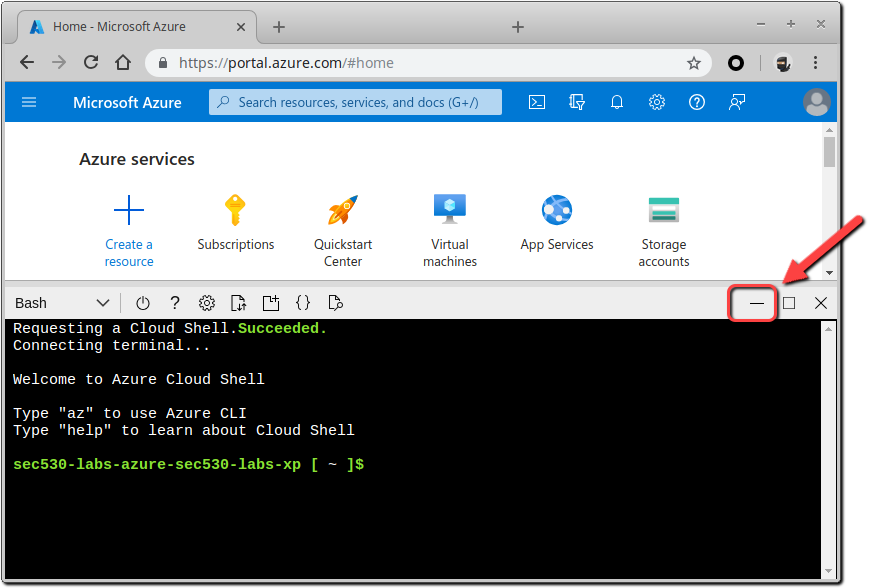 Home - Microsoft Azure
https://portal.azure.com/#home
Microsoft Azure
Search resources, services, and docs (G+/)
Azure services
Create a resource
Subscriptions
Quickstart Center
Virtual machines
App Services
Storage accounts
Bash
Requesting a Cloud Shell.Succeeded.
Connecting terminal...
Welcome to Azure Cloud Shell
Type "az" to use Azure CLI
Type "help" to learn about Cloud Shell
sec530-labs-azure-sec530-labs-xp [ ~ ]$